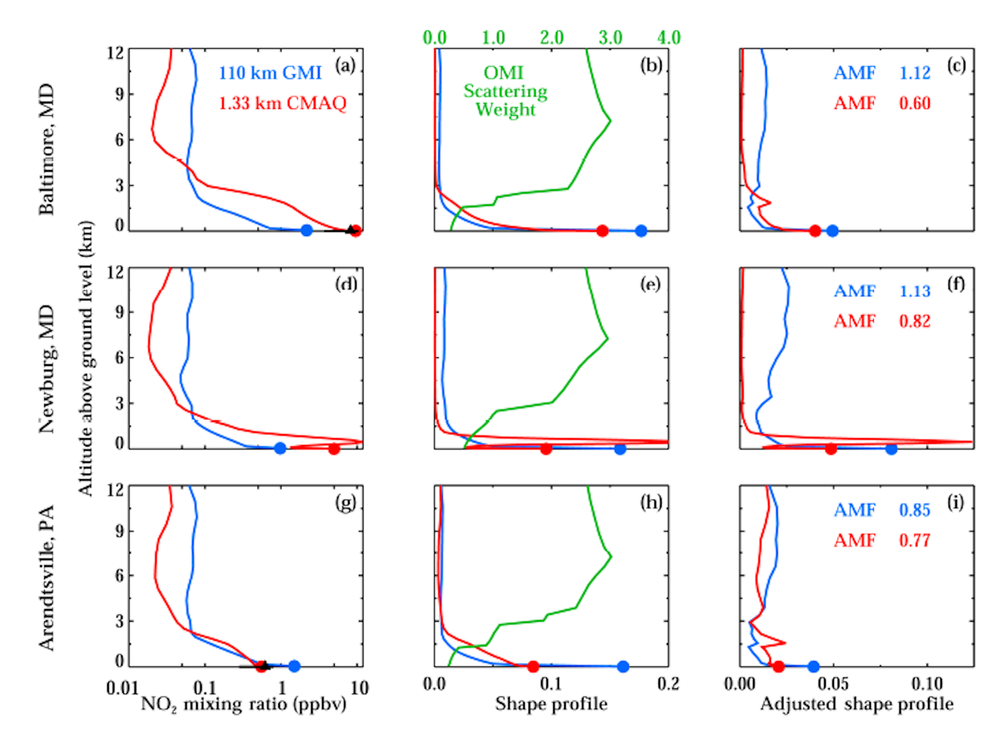 0.0 1.0 2.0 3.0 4.0
Baltimore, MD
Altitude above ground level (km)
12
9
6
3
0
110 km GMI
1.33 km CMAQ
(a)
OMI
Scattering
Weight
(b)
AMF 1.12
AMF 0.60
(c)
Newburg, MD
12
9
6
3
0
(d)
(e)
AMF 1.13
AMF 0.82
(f)
Arendtsville, PA
12
9
6
3
0
(g)
(h)
AMF 0.85
AMF 0.77
(i)
0.01 0.1 1 10
NO₂ mixing ratio (ppbv)
0.0 0.1 0.2
Shape profile
0.00 0.05 0.10
Adjusted shape profile